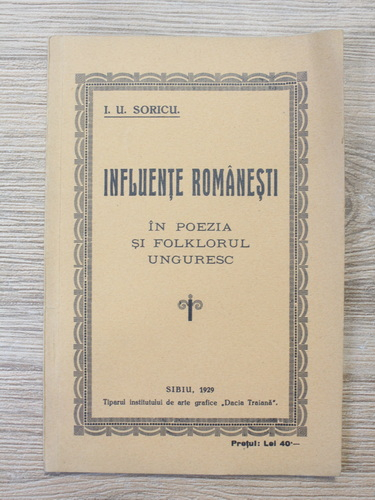 I. U. SORICU.
INFLUENȚE ROMÂNEȘTI
ÎN POEZIA
ȘI FOLKLORUL
UNGURESC
SIBIU, 1929
Tiparul institutului de arte grafice „Dacia Traiană“.
Prețul: Lei 40·—